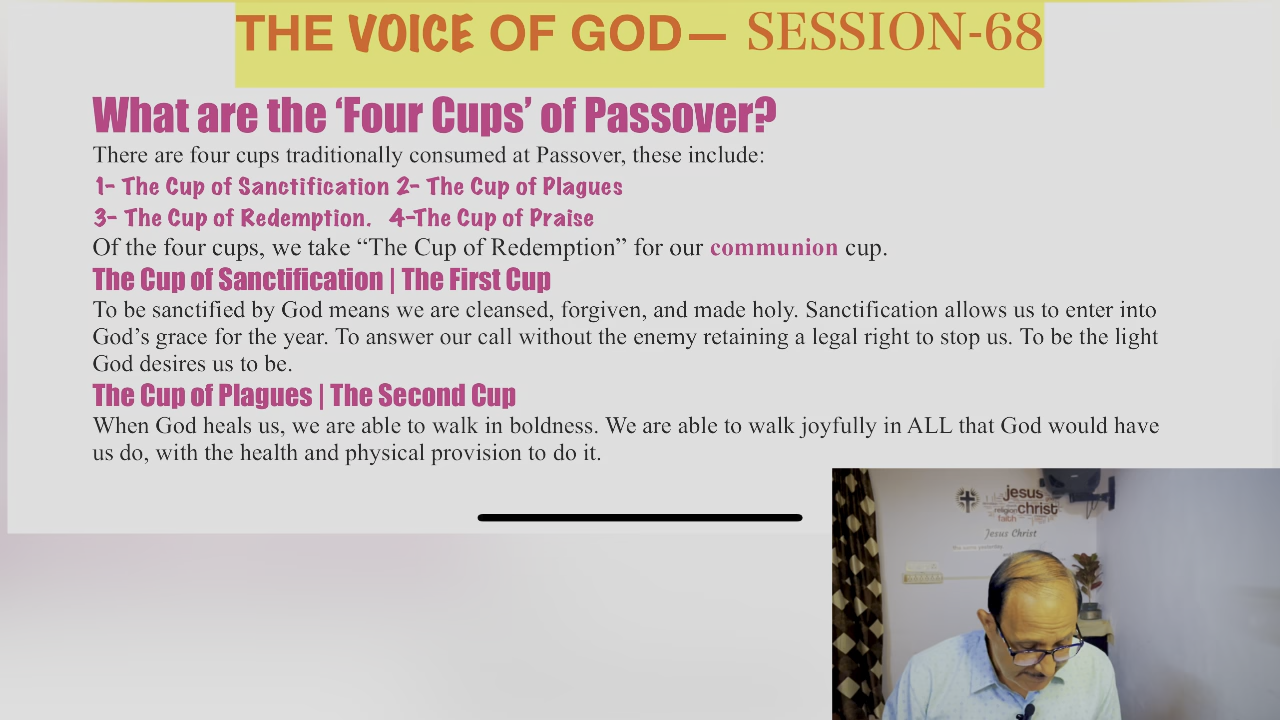 THE VOICE OF GOD— SESSION-68
What are the ‘Four Cups’ of Passover?
There are four cups traditionally consumed at Passover, these include:
1- The Cup of Sanctification 2- The Cup of Plagues
3- The Cup of Redemption. 4-The Cup of Praise
Of the four cups, we take “The Cup of Redemption” for our communion cup.
The Cup of Sanctification | The First Cup
To be sanctified by God means we are cleansed, forgiven, and made holy. Sanctification allows us to enter into
God’s grace for the year. To answer our call without the enemy retaining a legal right to stop us. To be the light
God desires us to be.
The Cup of Plagues | The Second Cup
When God heals us, we are able to walk in boldness. We are able to walk joyfully in ALL that God would have
us do, with the health and physical provision to do it.
jesus
religion christ
faith
Jesus Christ